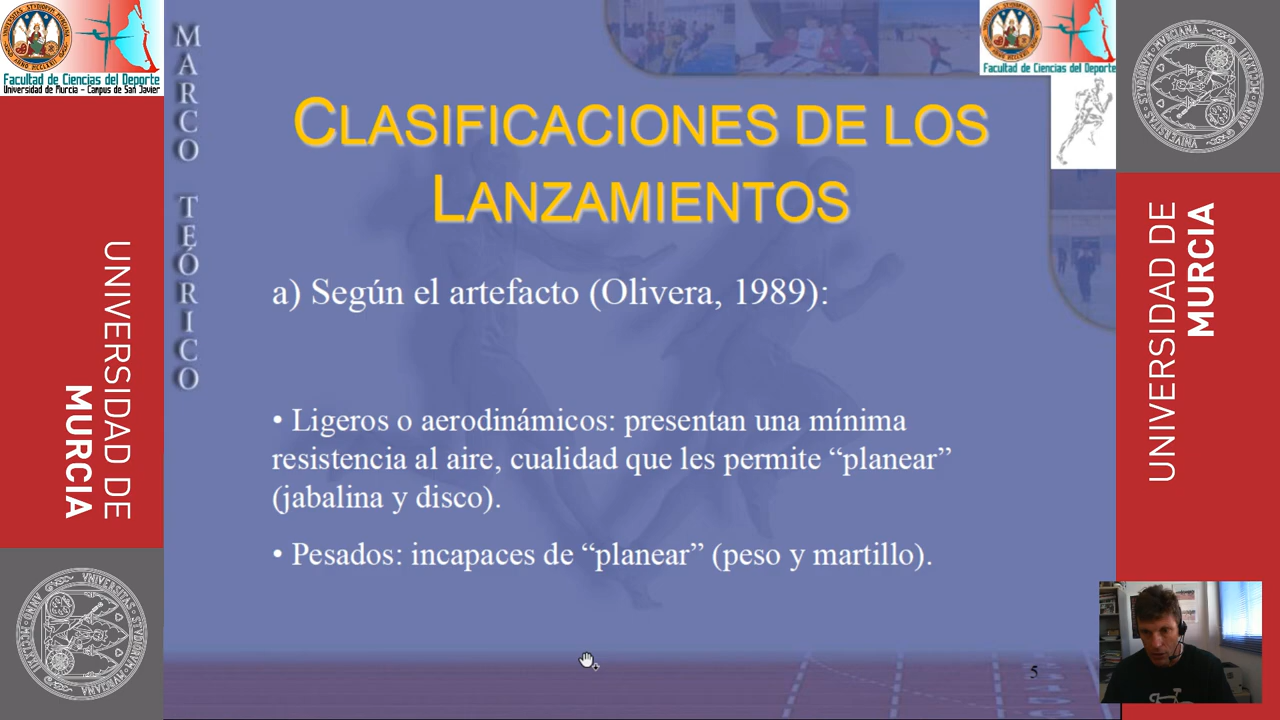 Facultad de Ciencias del Deporte
Universidad de Murcia - Campus de San Javier
UNIVERSIDAD DE
MURCIA
MARCO TEÓRICO
CLASIFICACIONES DE LOS
LANZAMIENTOS
a) Según el artefacto (Olivera, 1989):
• Ligeros o aerodinámicos: presentan una mínima
resistencia al aire, cualidad que les permite “planear”
(jabalina y disco).
• Pesados: incapaces de “planear” (peso y martillo).
5
Facultad de Ciencias del Deporte
UNIVERSIDAD DE
MURCIA